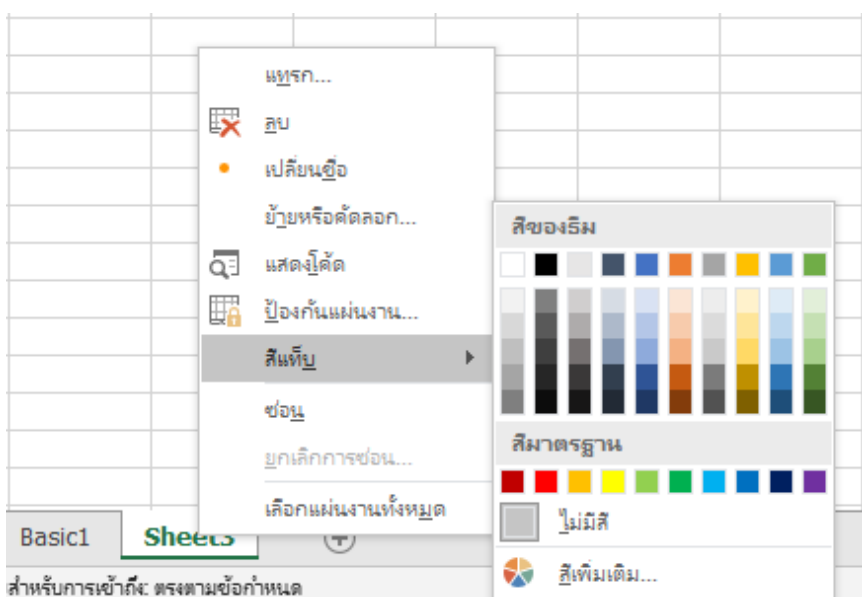 แทรก...
ลบ
เปลี่ยนชื่อ
ย้ายหรือคัดลอก...
แสดงโค้ด
ป้องกันแผ่นงาน...
สีแท็บ
ซ่อน
ยกเลิกการซ่อน...
เลือกแผ่นงานทั้งหมด
สีของธีม
สีมาตรฐาน
ไม่มีสี
สีเพิ่มเติม...
Basic1
Sheet3
สำหรับการเข้าถึง: ตรงตามข้อกำหนด